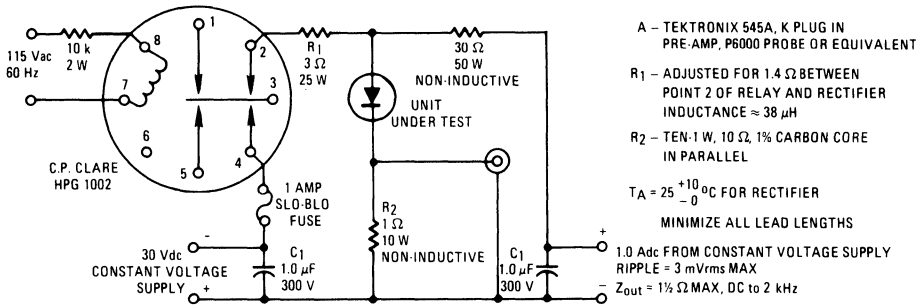 115 Vac
60 Hz
10 k
2 W
8
7
1
2
3
4
5
6
C.P. CLARE
HPG 1002
R1
3 Ω
25 W
30 Ω
50 W
NON-INDUCTIVE
UNIT
UNDER TEST
1 AMP
SLO-BLO
FUSE
R2
1 Ω
10 W
NON-INDUCTIVE
-
30 Vdc
CONSTANT VOLTAGE
SUPPLY
+
C1
1.0 μF
300 V
C1
1.0 μF
300 V
A – TEKTRONIX 545A, K PLUG IN
PRE-AMP, P6000 PROBE OR EQUIVALENT
R1 – ADJUSTED FOR 1.4 Ω BETWEEN
POINT 2 OF RELAY AND RECTIFIER
INDUCTANCE ≈ 38 μH
R2 – TEN-1 W, 10 Ω, 1% CARBON CORE
IN PARALLEL
TA = 25 +10 -0 °C FOR RECTIFIER
MINIMIZE ALL LEAD LENGTHS
+
1.0 Adc FROM CONSTANT VOLTAGE SUPPLY
RIPPLE = 3 mVrms MAX
-
Zout = 1½ Ω MAX, DC to 2 kHz